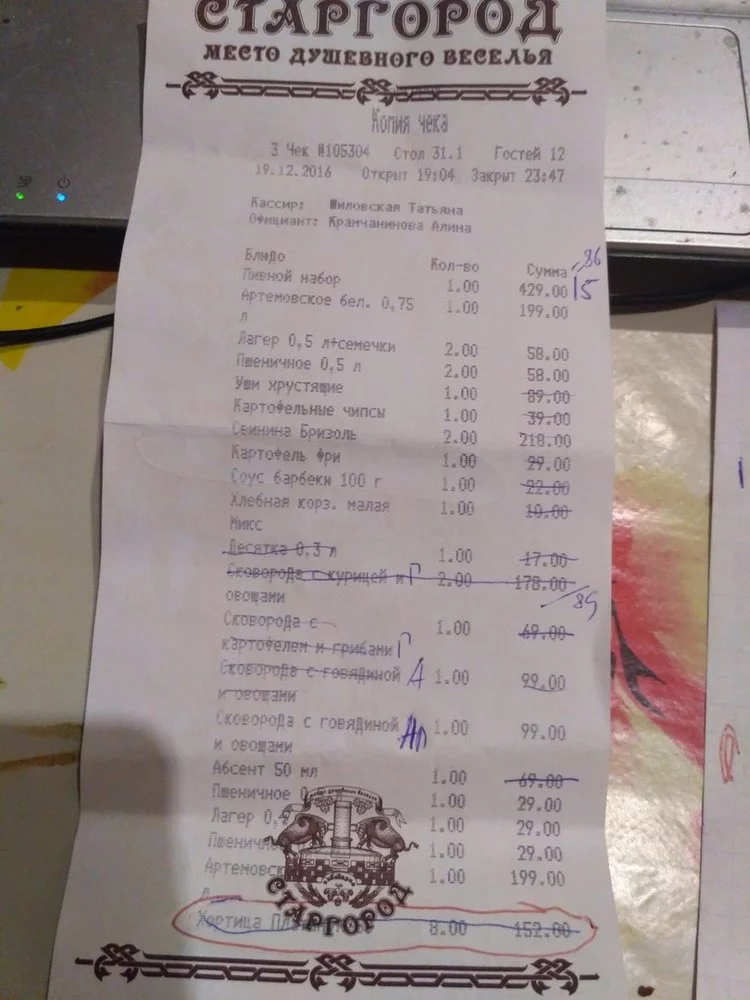 СТАРГОРОД
МЕСТО ДУШЕВНОГО ВЕСЕЛЬЯ
Копия чека
3 Чек #105304 Стол 31.1 Гостей 12
19.12.2016 Открыт 19:04 Закрыт 23:47
Кассир: Шиловская Татьяна
Официант: Крамчанинова Алина
Блюдо Кол-во Сумма 86
Пивной набор 1.00 429.00 15
Артемовское бел. 0,75 1.00 199.00
л
Лагер 0,5 л+семечки 2.00 58.00
Пшеничное 0,5 л 2.00 58.00
Уши хрустящие 1.00 89.00
Картофельные чипсы 1.00 39.00
Свинина Бризоль 2.00 218.00
Картофель фри 1.00 29.00
Соус барбеки 100 г 1.00 22.00
Хлебная корз. малая 1.00 10.00
Микс
Десятка 0,3 л 1.00 17.00
Сковорода с курицей и Г 2.00 178.00
овощами 89
Сковорода с 1.00 69.00
картофелем и грибами Г
Сковорода с говядиной А 1.00 99.00
и овощами
Сковорода с говядиной Ал 1.00 99.00
и овощами
Абсент 50 мл 1.00 69.00
Пшеничное 1.00 29.00
Лагер 1.00 29.00
1.00 29.00
1.00 199.00
СТАРГОРОД
Хортица 8.00 152.00